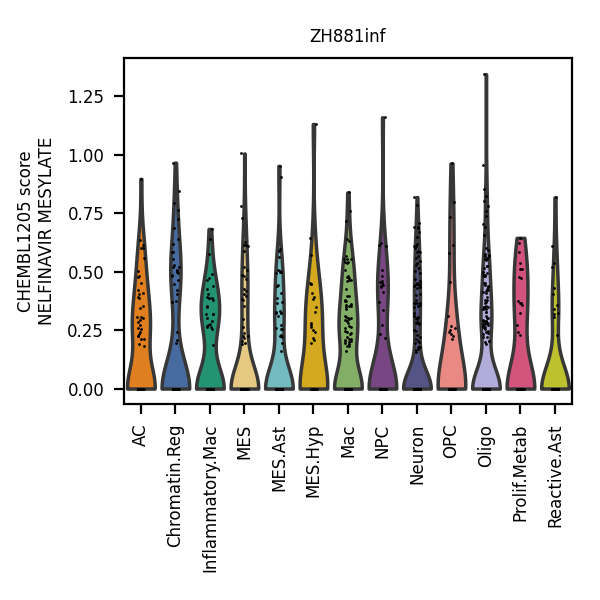 ZH881inf
CHEMBL1205 score
NELFINAVIR MESYLATE
1.25
1.00
0.75
0.50
0.25
0.00
AC
Chromatin.Reg
Inflammatory.Mac
MES
MES.Ast
MES.Hyp
Mac
NPC
Neuron
OPC
Oligo
Prolif.Metab
Reactive.Ast